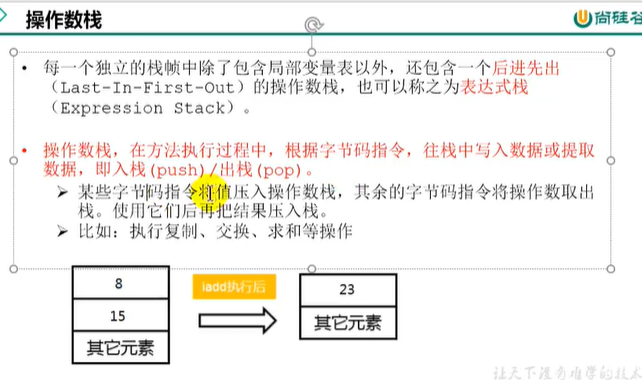 操作数栈
尚硅谷
• 每一个独立的栈帧中除了包含局部变量表以外，还包含一个后进先出
（Last-In-First-Out）的操作数栈，也可以称之为表达式栈
（Expression Stack）。
• 操作数栈，在方法执行过程中，根据字节码指令，往栈中写入数据或提取
数据，即入栈(push)/出栈(pop)。
➢ 某些字节码指令将值压入操作数栈，其余的字节码指令将操作数取出
栈。使用它们后再把结果压入栈。
➢ 比如：执行复制、交换、求和等操作
8
15
其它元素
iadd执行后
23
其它元素
让天下没有难学的技术